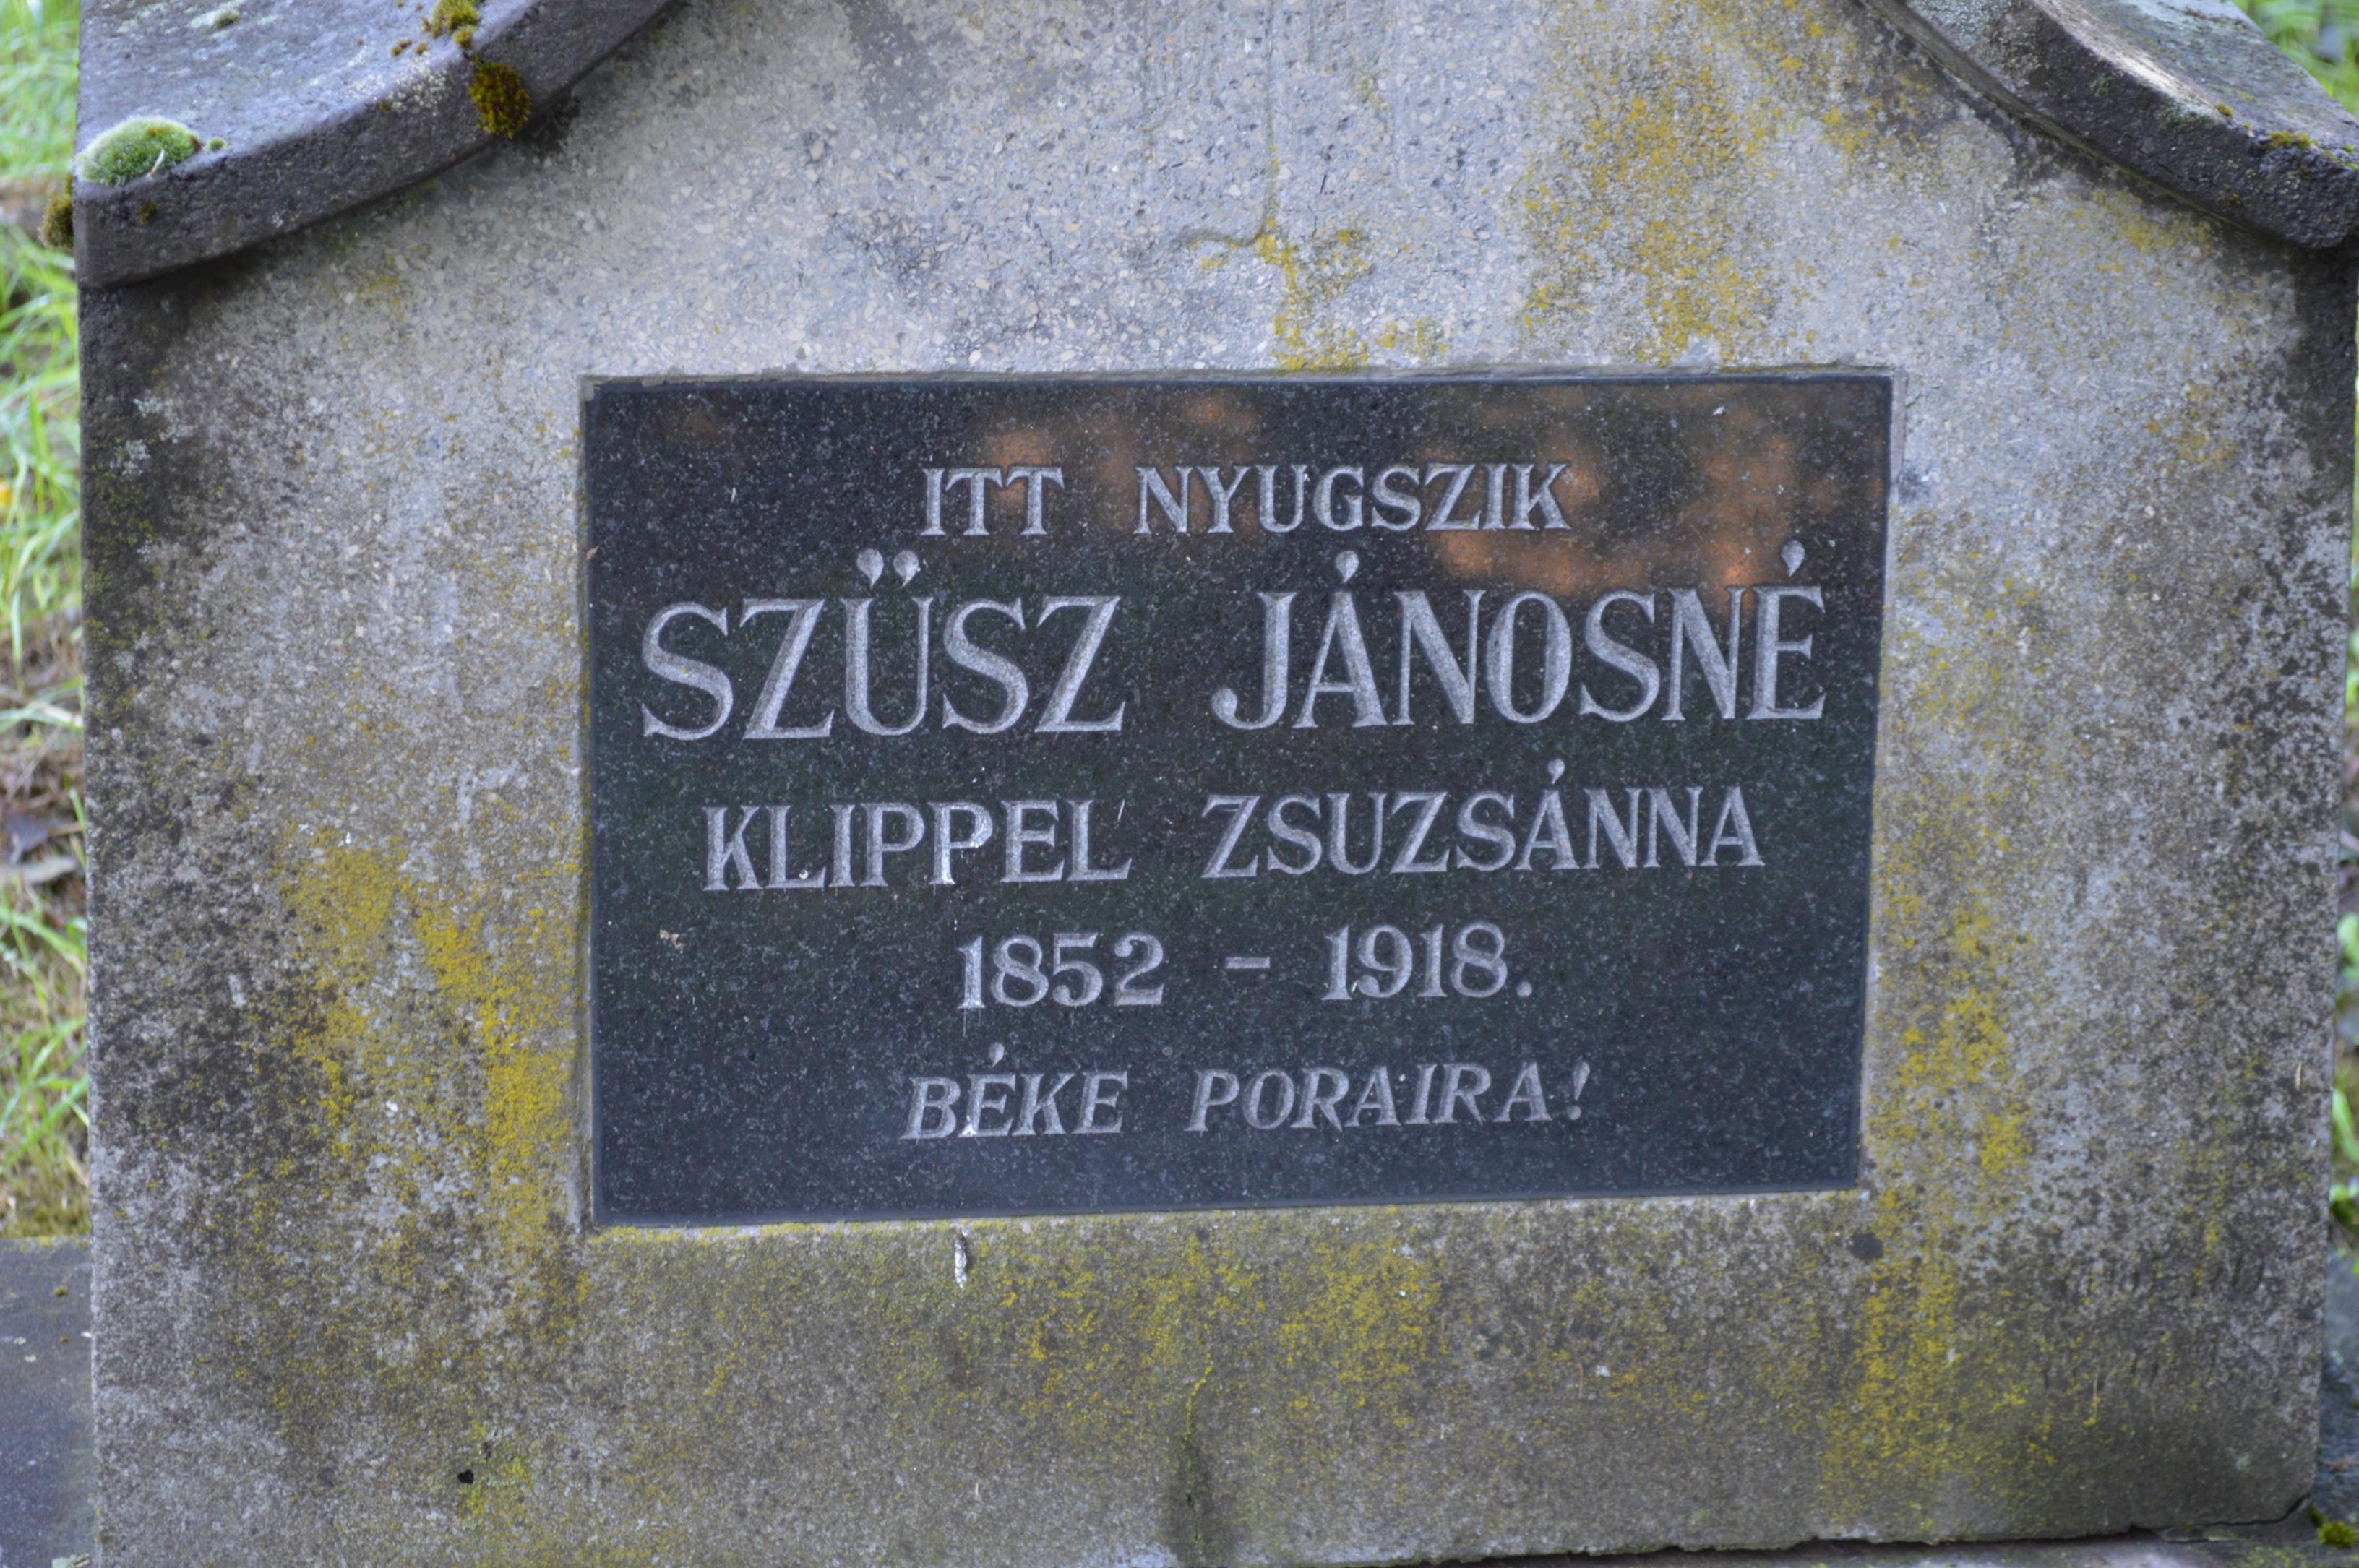 ITT NYUGSZIK
SZÜSZ JÁNOSNÉ
KLIPPEL ZSUZSÁNNA
1852 - 1918.
BÉKE PORAIRA!